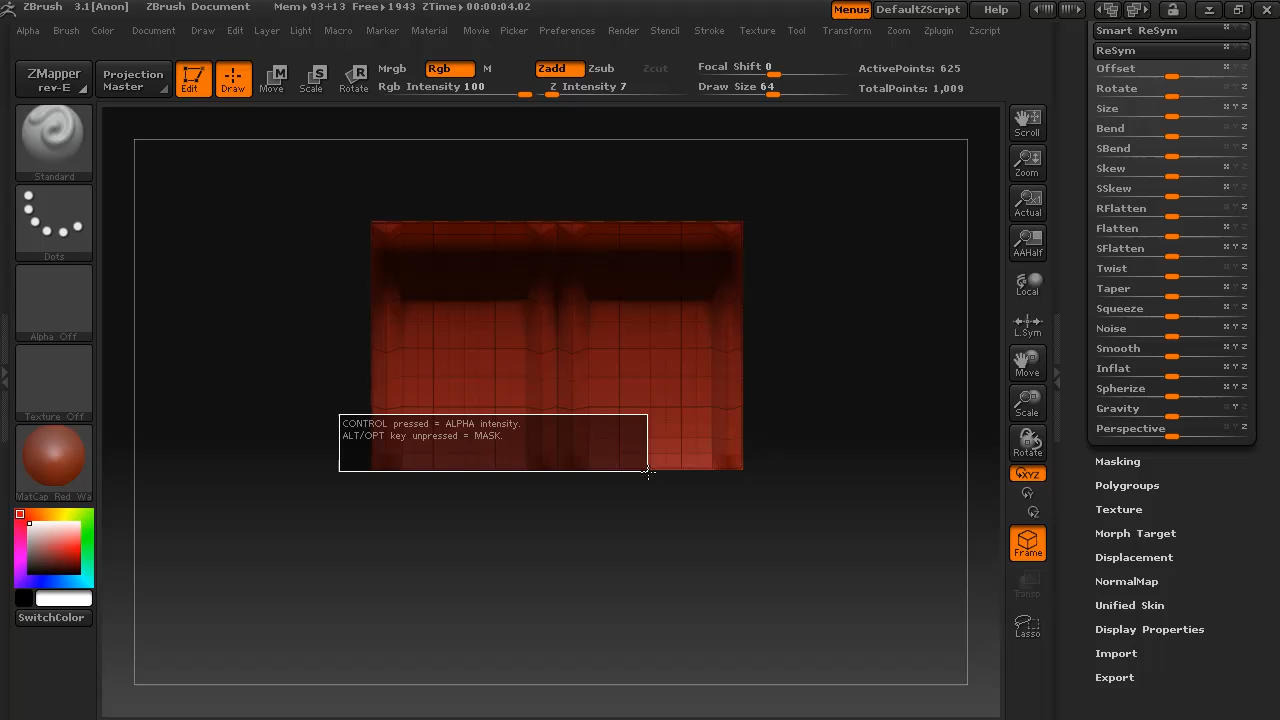 ZBrush 3.1[Anon] ZBrush Document Mem▸93+13 Free▸1943 ZTime▸00:00:04.02 Menus DefaultZScript Help
Alpha Brush Color Document Draw Edit Layer Light Macro Marker Material Movie Picker Preferences Render Stencil Stroke Texture Tool Transform Zoom Zplugin Zscript
ZMapper
rev-E
Projection
Master
Edit
Draw
Move
Scale
Rotate
Mrgb Rgb M
Rgb Intensity 100
Zadd Zsub Zcut
Z Intensity 7
Focal Shift 0
Draw Size 64
ActivePoints: 625
TotalPoints: 1,009
Standard
Dots
Alpha Off
Texture Off
MatCap Red Wa
SwitchColor
CONTROL pressed = ALPHA intensity.
ALT/OPT key unpressed = MASK.
Scroll
Zoom
Actual
AAHalf
Local
L.Sym
Move
Scale
Rotate
XYZ
Y
Z
Frame
Transp
Lasso
Smart ReSym
ReSym
Offset X Y Z
Rotate X Y Z
Size X Y Z
Bend X Y Z
SBend X Y Z
Skew X Y Z
SSkew X Y Z
RFlatten X Y Z
Flatten X Y Z
SFlatten X Y Z
Twist X Y Z
Taper X Y Z
Squeeze X Y Z
Noise X Y Z
Smooth X Y Z
Inflat X Y Z
Spherize X Y Z
Gravity X Y Z
Perspective X Y Z
Masking
Polygroups
Texture
Morph Target
Displacement
NormalMap
Unified Skin
Display Properties
Import
Export